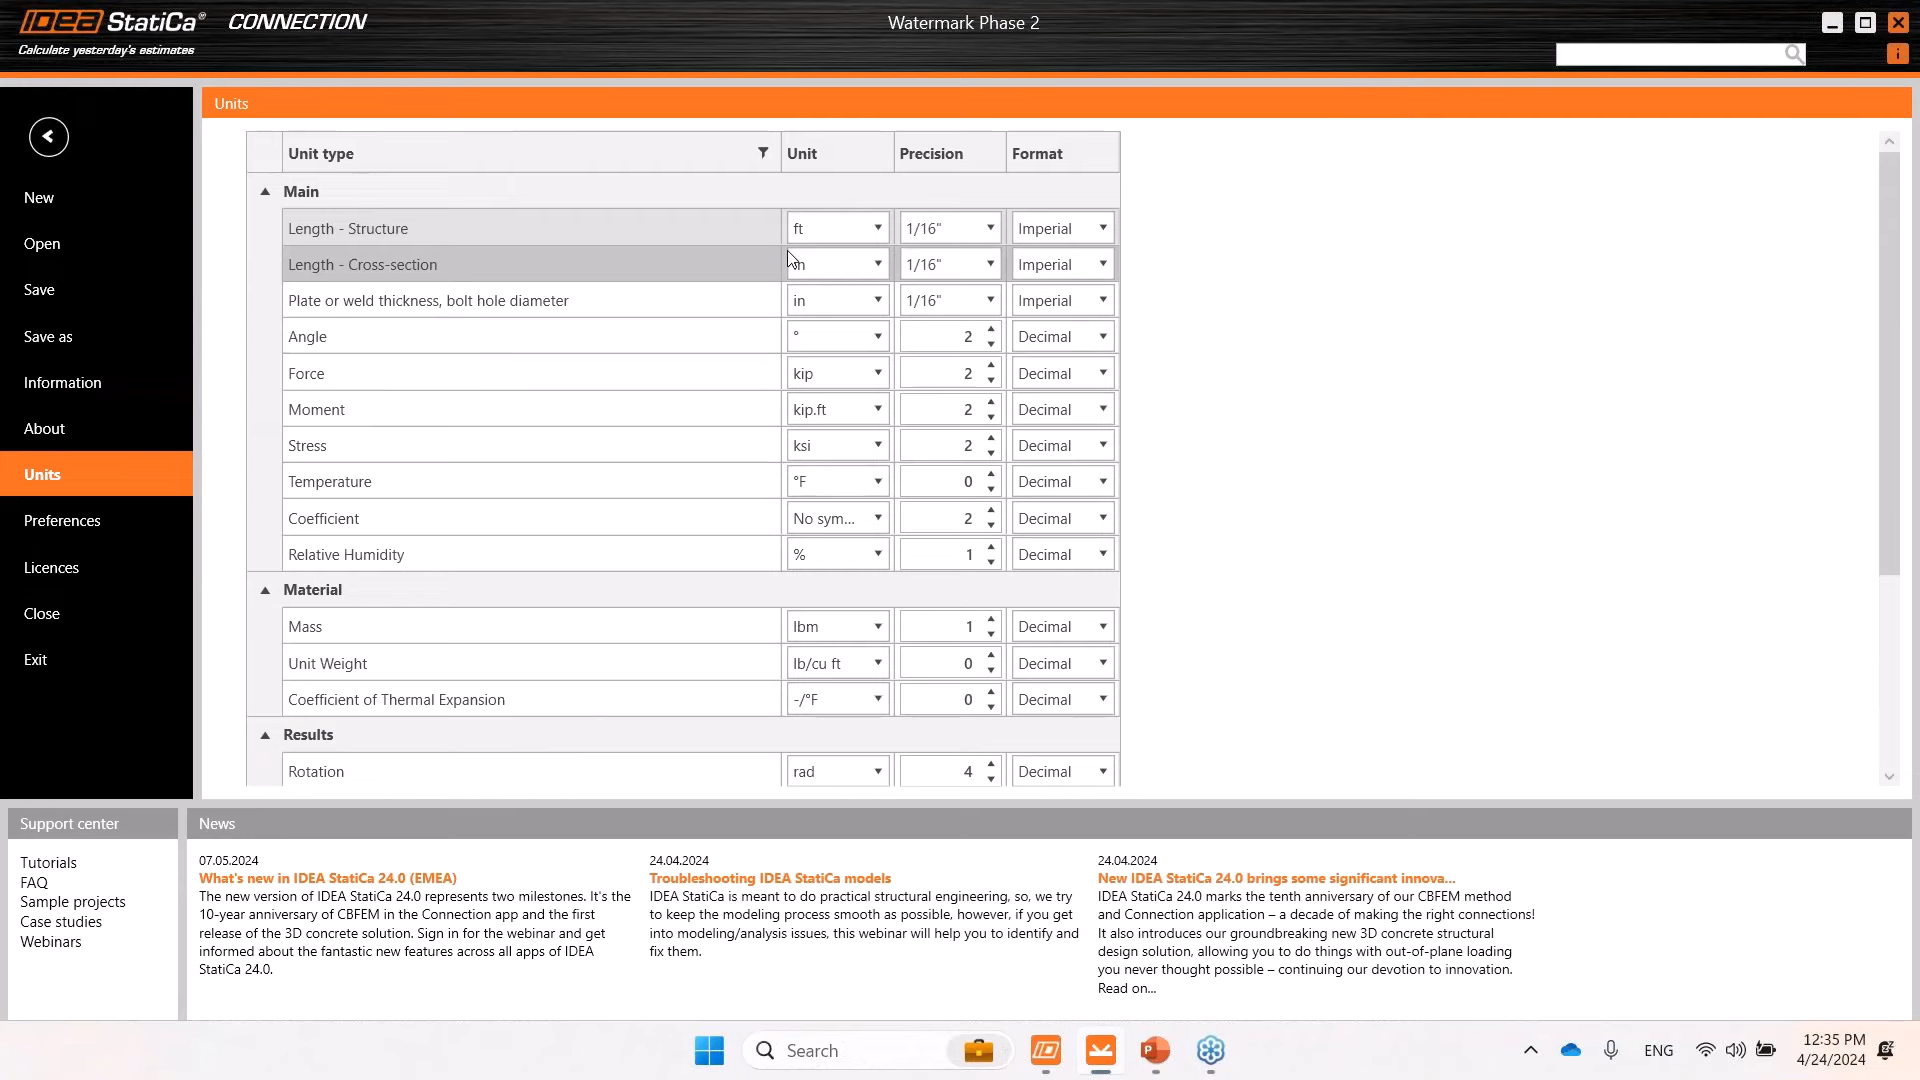 IDEA StatiCa® CONNECTION
Calculate yesterday's estimates
Watermark Phase 2
i
New
Open
Save
Save as
Information
About
Units
Preferences
Licences
Close
Exit
Units
Unit type Unit Precision Format
Main
Length - Structure ft 1/16" Imperial
Length - Cross-section in 1/16" Imperial
Plate or weld thickness, bolt hole diameter in 1/16" Imperial
Angle ° 2 Decimal
Force kip 2 Decimal
Moment kip.ft 2 Decimal
Stress ksi 2 Decimal
Temperature °F 0 Decimal
Coefficient No sym... 2 Decimal
Relative Humidity % 1 Decimal
Material
Mass lbm 1 Decimal
Unit Weight lb/cu ft 0 Decimal
Coefficient of Thermal Expansion -/°F 0 Decimal
Results
Rotation rad 4 Decimal
Support center
Tutorials
FAQ
Sample projects
Case studies
Webinars
News
07.05.2024
What's new in IDEA StatiCa 24.0 (EMEA)
The new version of IDEA StatiCa 24.0 represents two milestones. It's the
10-year anniversary of CBFEM in the Connection app and the first
release of the 3D concrete solution. Sign in for the webinar and get
informed about the fantastic new features across all apps of IDEA
StatiCa 24.0.
24.04.2024
Troubleshooting IDEA StatiCa models
IDEA StatiCa is meant to do practical structural engineering, so, we try
to keep the modeling process smooth as possible, however, if you get
into modeling/analysis issues, this webinar will help you to identify and
fix them.
24.04.2024
New IDEA StatiCa 24.0 brings some significant innova...
IDEA StatiCa 24.0 marks the tenth anniversary of our CBFEM method
and Connection application – a decade of making the right connections!
It also introduces our groundbreaking new 3D concrete structural
design solution, allowing you to do things with out-of-plane loading
you never thought possible – continuing our devotion to innovation.
Read on...
Search
ENG
12:35 PM
4/24/2024